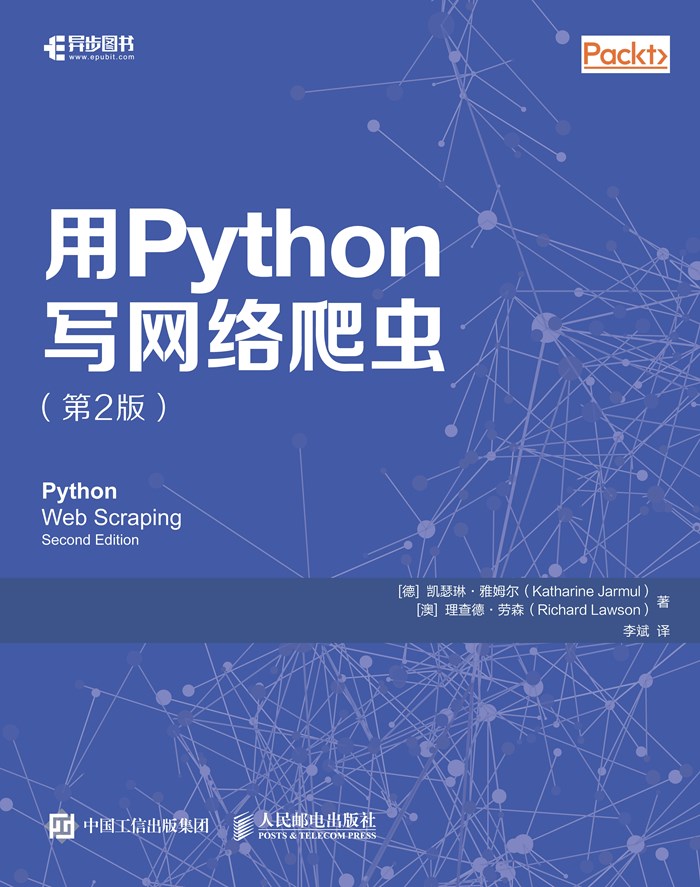 异步图书
www.epubit.com
Packt>
用Python
写网络爬虫
（第2版）
Python
Web Scraping
Second Edition
[德] 凯瑟琳·雅姆尔（Katharine Jarmul）
[澳] 理查德·劳森（Richard Lawson）
著
李斌 译
中国工信出版集团
人民邮电出版社
POSTS & TELECOM PRESS